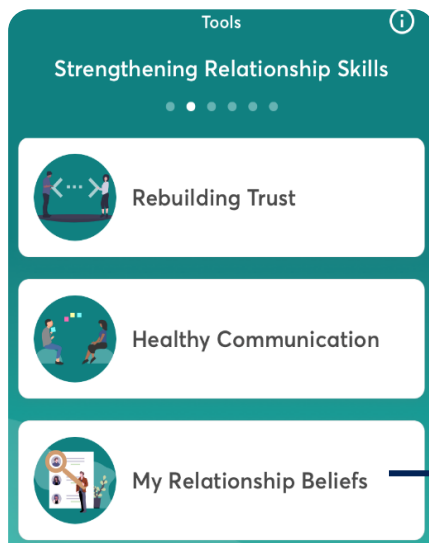 Tools
Strengthening Relationship Skills
Rebuilding Trust
Healthy Communication
My Relationship Beliefs